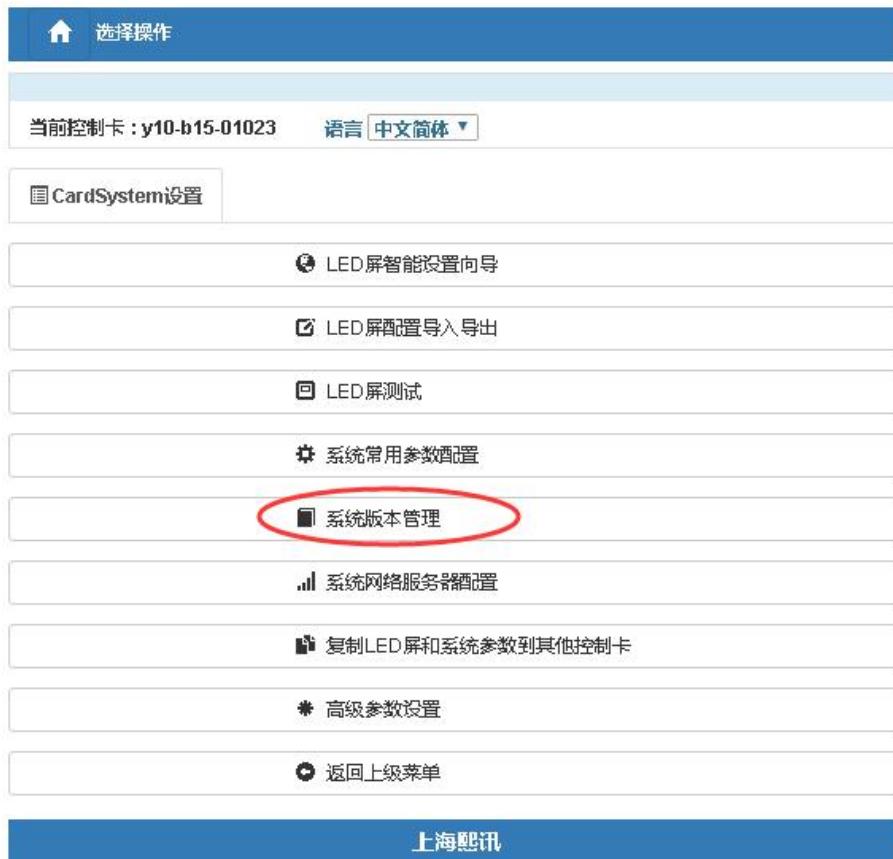 选择操作
当前控制卡：y10-b15-01023 语言 中文简体
CardSystem设置
LED屏智能设置向导
LED屏配置导入导出
LED屏测试
系统常用参数配置
系统版本管理
系统网络服务器配置
复制LED屏和系统参数到其他控制卡
高级参数设置
返回上级菜单
上海熙讯